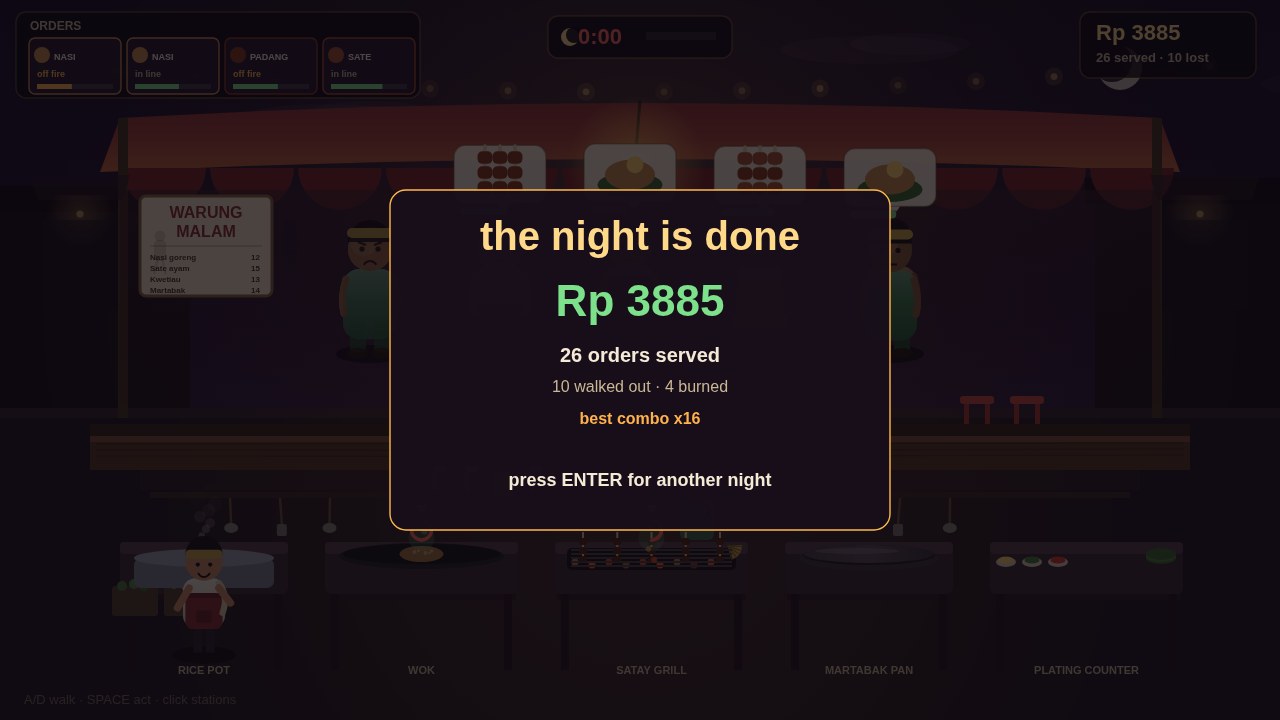 ORDERS
NASI
off fire
NASI
in line
PADANG
off fire
SATE
in line
0:00
Rp 3885
26 served · 10 lost
WARUNG
MALAM
Nasi goreng 12
Sate ayam 15
Kwetiau 13
Martabak 14
the night is done
Rp 3885
26 orders served
10 walked out · 4 burned
best combo x16
press ENTER for another night
RICE POT
WOK
SATAY GRILL
MARTABAK PAN
PLATING COUNTER
A/D walk · SPACE act · click stations